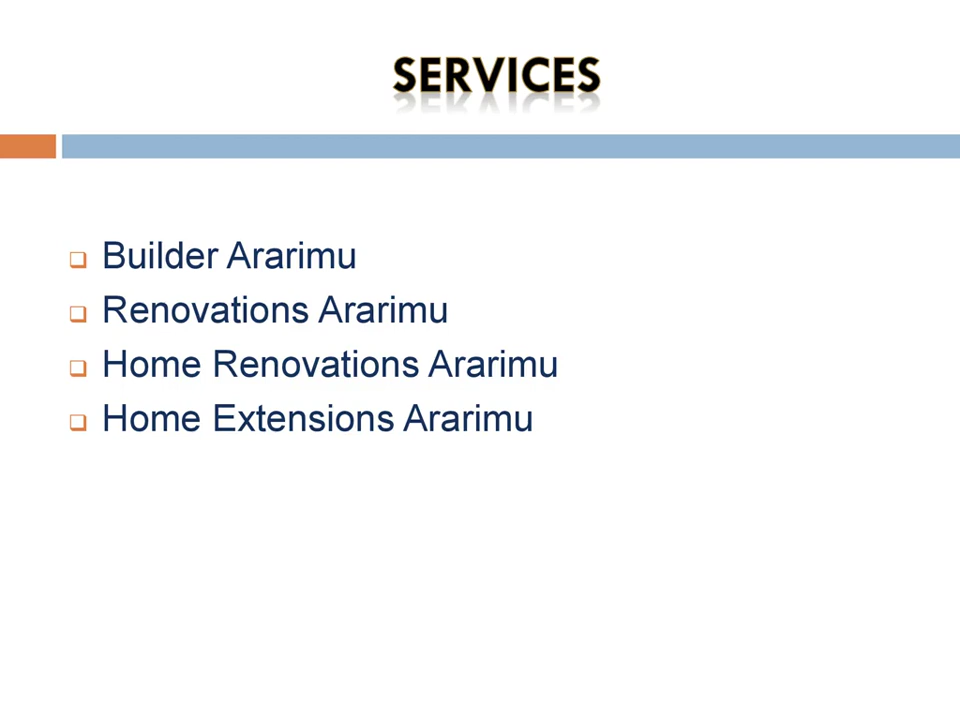 SERVICES
Builder Ararimu
Renovations Ararimu
Home Renovations Ararimu
Home Extensions Ararimu